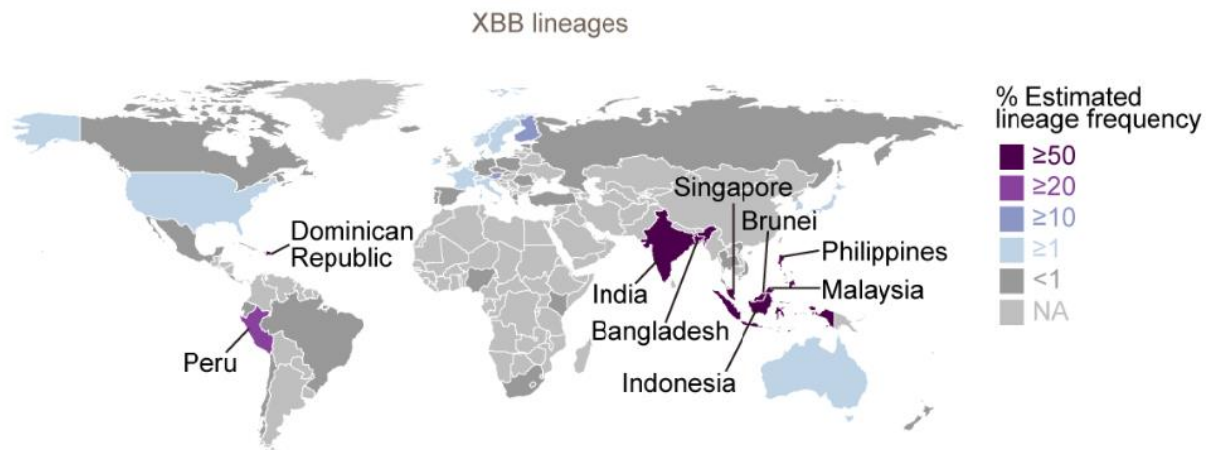 XBB lineages
% Estimated
lineage frequency
≥50
≥20
≥10
≥1
<1
NA
Singapore
Brunei
Dominican
Republic
Philippines
India
Malaysia
Bangladesh
Peru
Indonesia